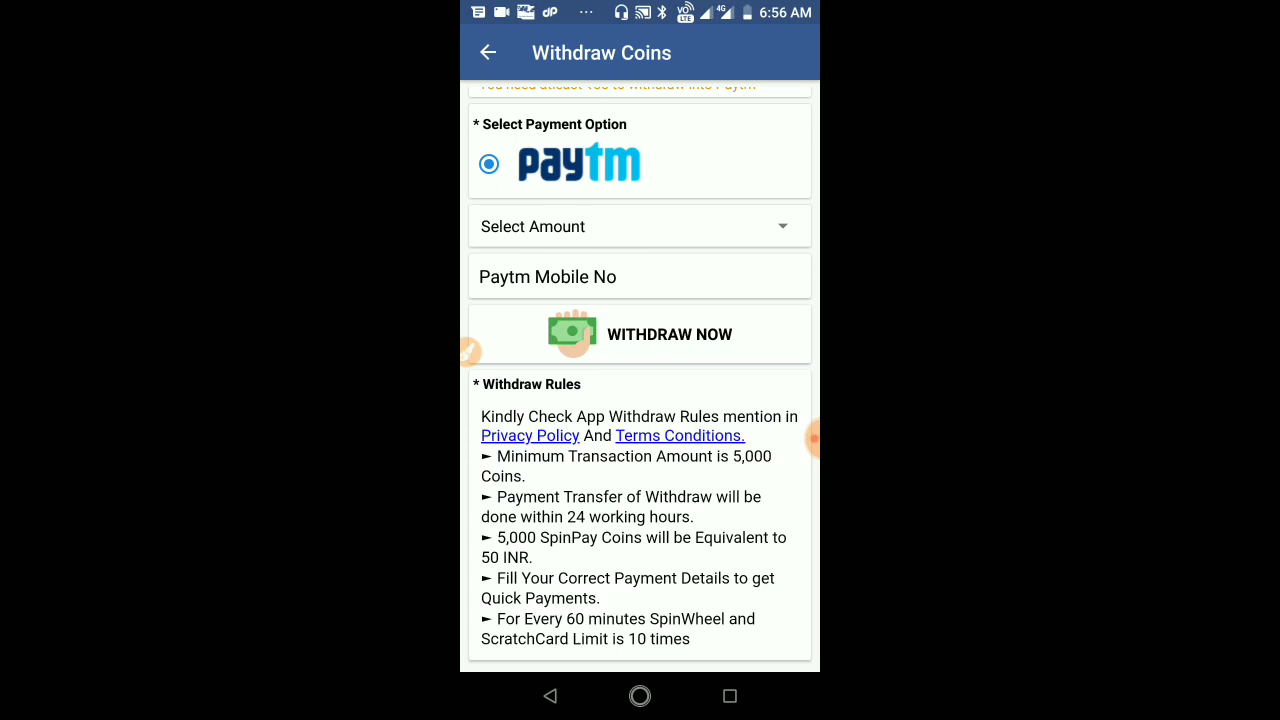 6:56 AM
VO
LTE
4G
Withdraw Coins
* Select Payment Option
paytm
Select Amount
Paytm Mobile No
WITHDRAW NOW
* Withdraw Rules
Kindly Check App Withdraw Rules mention in
Privacy Policy And Terms Conditions.
► Minimum Transaction Amount is 5,000
Coins.
► Payment Transfer of Withdraw will be
done within 24 working hours.
► 5,000 SpinPay Coins will be Equivalent to
50 INR.
► Fill Your Correct Payment Details to get
Quick Payments.
► For Every 60 minutes SpinWheel and
ScratchCard Limit is 10 times